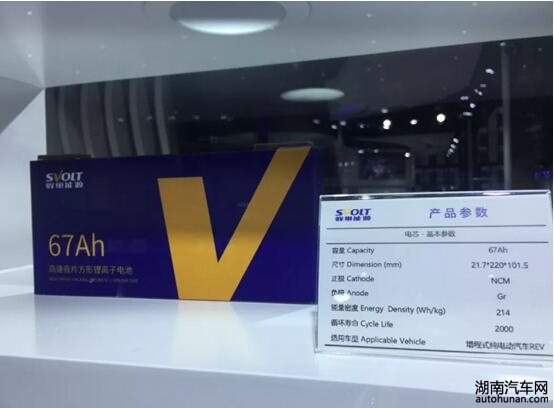 SVOLT
蜂巢能源
67Ah
高速叠片方形锂离子电池
SVOLT
蜂巢能源
产品参数
电芯 - 基本参数
容量 Capacity 67Ah
尺寸 Dimension (mm) 21.7*220*101.5
正极 Cathode NCM
负极 Anode Gr
能量密度 Energy Density (Wh/kg) 214
循环寿命 Cycle Life 2000
适用车型 Applicable Vehicle 增程式纯电动汽车REV
湖南汽车网
autohunan.com